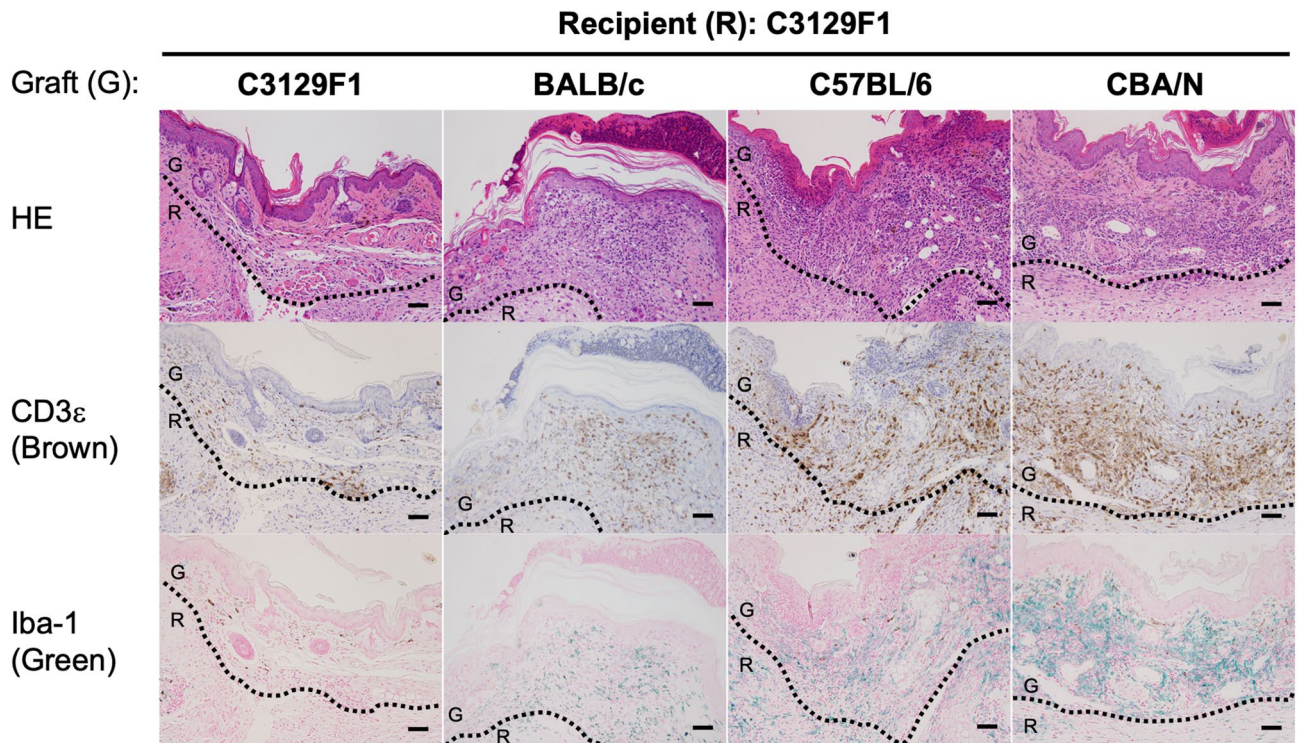 Recipient (R): C3129F1
Graft (G): C3129F1 BALB/c C57BL/6 CBA/N
HE
G G G G
R R R R
CD3ε
(Brown)
G G G G
R R R R
Iba-1
(Green)
G G G G
R R R R